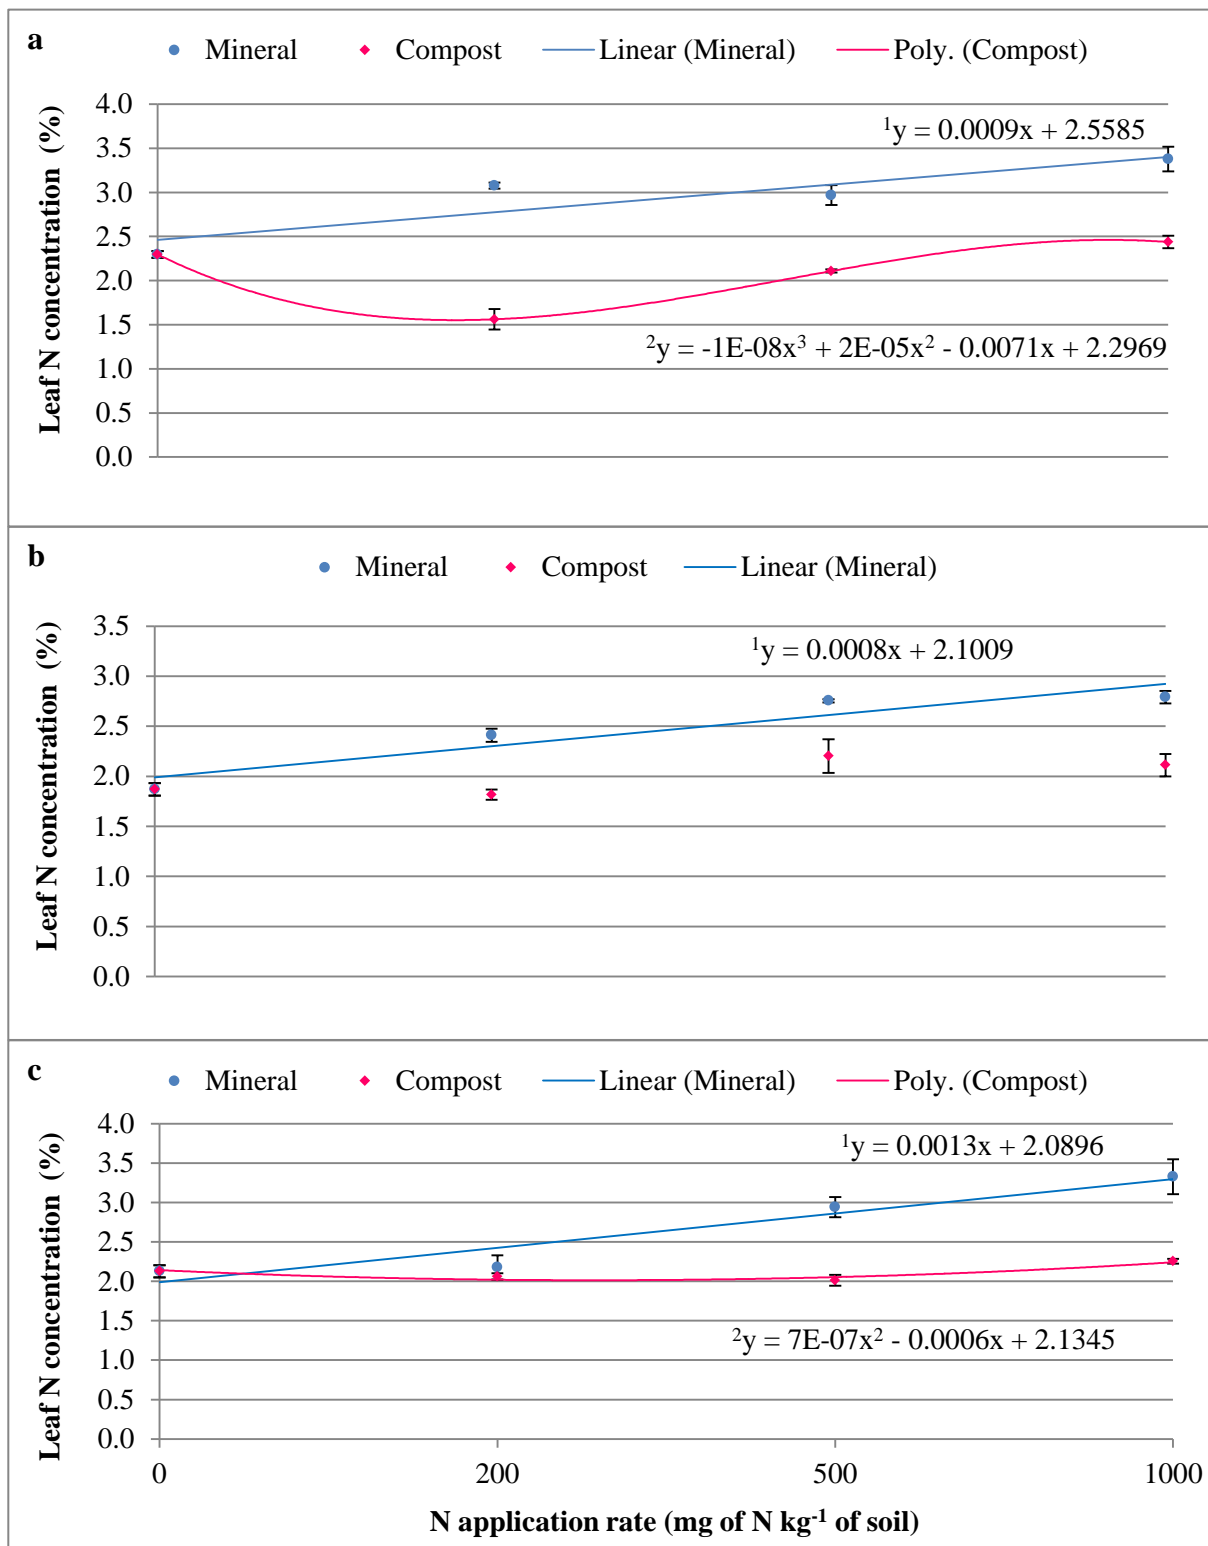 a
Mineral Compost Linear (Mineral) Poly. (Compost)
Leaf N concentration (%)
4.0
3.5
3.0
2.5
2.0
1.5
1.0
0.5
0.0
¹y = 0.0009x + 2.5585
²y = -1E-08x³ + 2E-05x² - 0.0071x + 2.2969
b
Mineral Compost Linear (Mineral)
Leaf N concentration (%)
3.5
3.0
2.5
2.0
1.5
1.0
0.5
0.0
¹y = 0.0008x + 2.1009
c
Mineral Compost Linear (Mineral) Poly. (Compost)
Leaf N concentration (%)
4.0
3.5
3.0
2.5
2.0
1.5
1.0
0.5
0.0
¹y = 0.0013x + 2.0896
²y = 7E-07x² - 0.0006x + 2.1345
0 200 500 1000
N application rate (mg of N kg⁻¹ of soil)